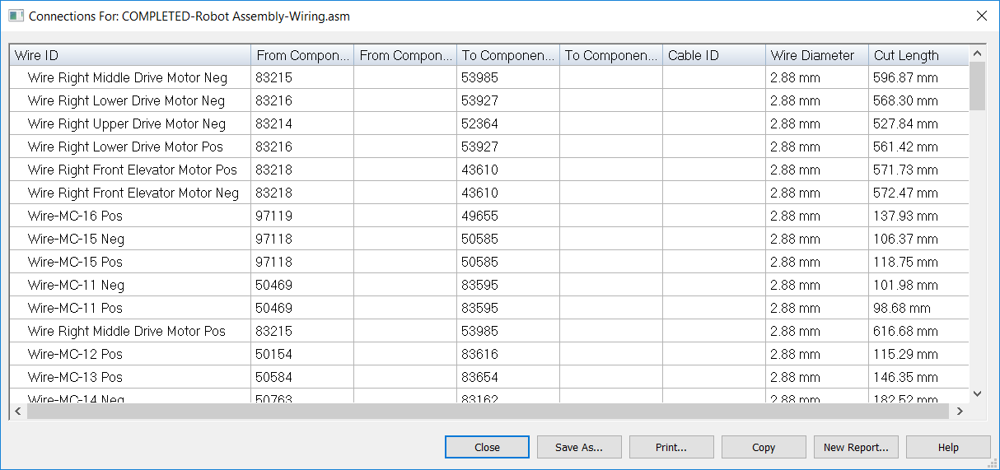 Connections For: COMPLETED-Robot Assembly-Wiring.asm
Wire ID From Compon... From Compon... To Componen... To Componen... Cable ID Wire Diameter Cut Length
Wire Right Middle Drive Motor Neg 83215 53985 2.88 mm 596.87 mm
Wire Right Lower Drive Motor Neg 83216 53927 2.88 mm 568.30 mm
Wire Right Upper Drive Motor Neg 83214 52364 2.88 mm 527.84 mm
Wire Right Lower Drive Motor Pos 83216 53927 2.88 mm 561.42 mm
Wire Right Front Elevator Motor Pos 83218 43610 2.88 mm 571.73 mm
Wire Right Front Elevator Motor Neg 83218 43610 2.88 mm 572.47 mm
Wire-MC-16 Pos 97119 49655 2.88 mm 137.93 mm
Wire-MC-15 Neg 97118 50585 2.88 mm 106.37 mm
Wire-MC-15 Pos 97118 50585 2.88 mm 118.75 mm
Wire-MC-11 Neg 50469 83595 2.88 mm 101.98 mm
Wire-MC-11 Pos 50469 83595 2.88 mm 98.68 mm
Wire Right Middle Drive Motor Pos 83215 53985 2.88 mm 616.68 mm
Wire-MC-12 Pos 50154 83616 2.88 mm 115.29 mm
Wire-MC-13 Pos 50584 83654 2.88 mm 146.35 mm
Wire-MC-14 Neg 50763 83162 2.88 mm 182.52 mm
Close Save As... Print... Copy New Report... Help